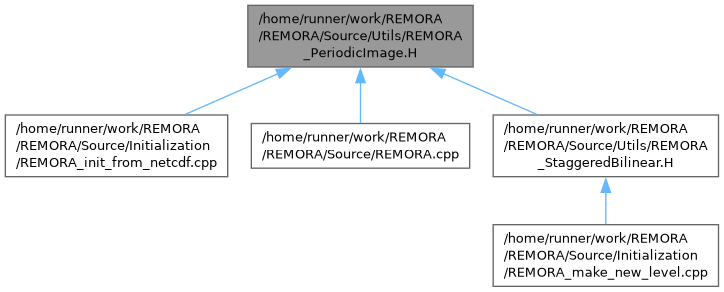 /home/runner/work/REMORA
/REMORA/Source/Utils/REMORA
_PeriodicImage.H
/home/runner/work/REMORA
/REMORA/Source/Initialization
/REMORA_init_from_netcdf.cpp
/home/runner/work/REMORA
/REMORA/Source/REMORA.cpp
/home/runner/work/REMORA
/REMORA/Source/Utils/REMORA
_StaggeredBilinear.H
/home/runner/work/REMORA
/REMORA/Source/Initialization
/REMORA_make_new_level.cpp